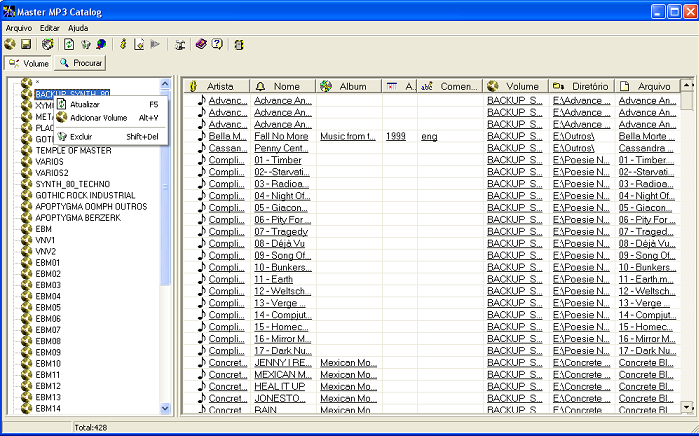 Master MP3 Catalog
Arquivo Editar Ajuda
Volume Procurar
*
BACKUP_SYNTH_80
Atualizar F5
Adicionar Volume Alt+V
Excluir Shift+Del
TEMPLE OF MASTER
VARIOS
VARIOS2
SYNTH_80_TECHNO
GOTHIC ROCK INDUSTRIAL
APOPTYGMA OOMPH OUTROS
APOPTYGMA BERZERK
EBM
VNV1
VNV2
EBM01
EBM02
EBM03
EBM04
EBM05
EBM06
EBM07
EBM08
EBM09
EBM10
EBM11
EBM12
EBM13
EBM14
Artista Nome Album A.. Comen... Volume Diretório Arquivo
Advanc... Advance An... BACKUP_S... E:\Advance ... Advance An...
Advanc... Advance An... BACKUP_S... E:\Advance ... Advance An...
Advanc... Advance An... BACKUP_S... E:\Advance ... Advance An...
Bella M... Fall No More Music from t... 1999 eng BACKUP_S... E:\Outros\ Bella Morte ...
Cassan... Penny Cent... BACKUP_S... E:\Outros\ Cassandra ...
Compli... 01 - Timber BACKUP_S... E:\Poesie N... 01 - Timber...
Compli... 02--Starvati... BACKUP_S... E:\Poesie N... 02--Starvati...
Compli... 03 - Radioa... BACKUP_S... E:\Poesie N... 03 - Radioa...
Compli... 04 - Night Of... BACKUP_S... E:\Poesie N... 04 - Night Of...
Compli... 05 - Giacon... BACKUP_S... E:\Poesie N... 05 - Giacon...
Compli... 06 - Pity For ... BACKUP_S... E:\Poesie N... 06 - Pity For ...
Compli... 07 - Tragedy BACKUP_S... E:\Poesie N... 07 - Traged...
Compli... 08 - Déjà Vu BACKUP_S... E:\Poesie N... 08 - Déjà V...
Compli... 09 - Song Of... BACKUP_S... E:\Poesie N... 09 - Song Of...
Compli... 10 - Bunkers... BACKUP_S... E:\Poesie N... 10 - Bunkers...
Compli... 11 - Earth BACKUP_S... E:\Poesie N... 11 - Earth.m...
Compli... 12 - Weltsch... BACKUP_S... E:\Poesie N... 12 - Weltsch...
Compli... 13 - Verge ... BACKUP_S... E:\Poesie N... 13 - Verge ...
Compli... 14 - Compjut... BACKUP_S... E:\Poesie N... 14 - Comput...
Compli... 15 - Homec... BACKUP_S... E:\Poesie N... 15 - Homec...
Compli... 16 - Mirror M... BACKUP_S... E:\Poesie N... 16 - Mirror M...
Compli... 17 - Dark Nu... BACKUP_S... E:\Poesie N... 17 - Dark Nu...
Concret... JENNY I RE... Mexican Mo... BACKUP_S... E:\Poesie N... Concrete Bl...
Concret... MEXICAN M... Mexican Mo... BACKUP_S... E:\Poesie N... Concrete Bl...
Concret... HEAL IT UP Mexican Mo... BACKUP_S... E:\Poesie N... Concrete Bl...
Concret... JONESTO... Mexican Mo... BACKUP_S... E:\Poesie N... Concrete Bl...
Concret... RAIN Mexican Mo... BACKUP_S... E:\Poesie N... Concrete Bl...
Total:428